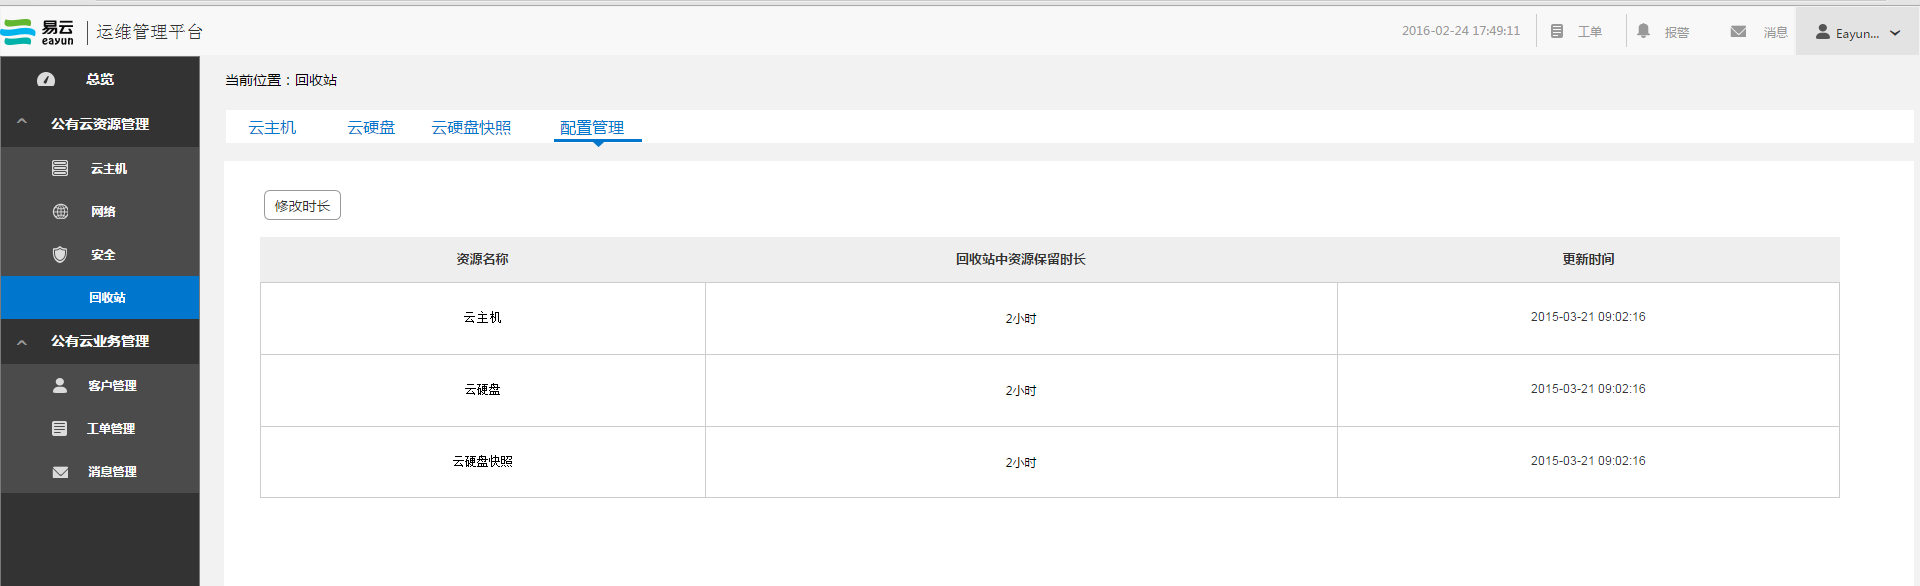 易云 eayun 运维管理平台
2016-02-24 17:49:11 工单 报警 消息 Eayun...
总览
公有云资源管理
云主机
网络
安全
回收站
公有云业务管理
客户管理
工单管理
消息管理
当前位置：回收站
云主机 云硬盘 云硬盘快照 配置管理
修改时长
资源名称 回收站中资源保留时长 更新时间
云主机 2小时 2015-03-21 09:02:16
云硬盘 2小时 2015-03-21 09:02:16
云硬盘快照 2小时 2015-03-21 09:02:16